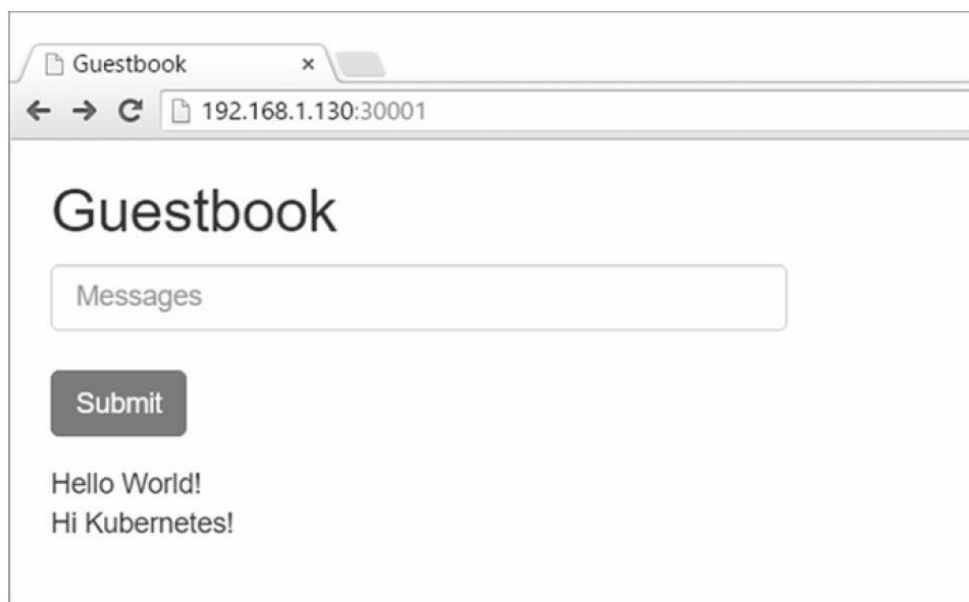 Guestbook
192.168.1.130:30001
Guestbook
Messages
Submit
Hello World!
Hi Kubernetes!